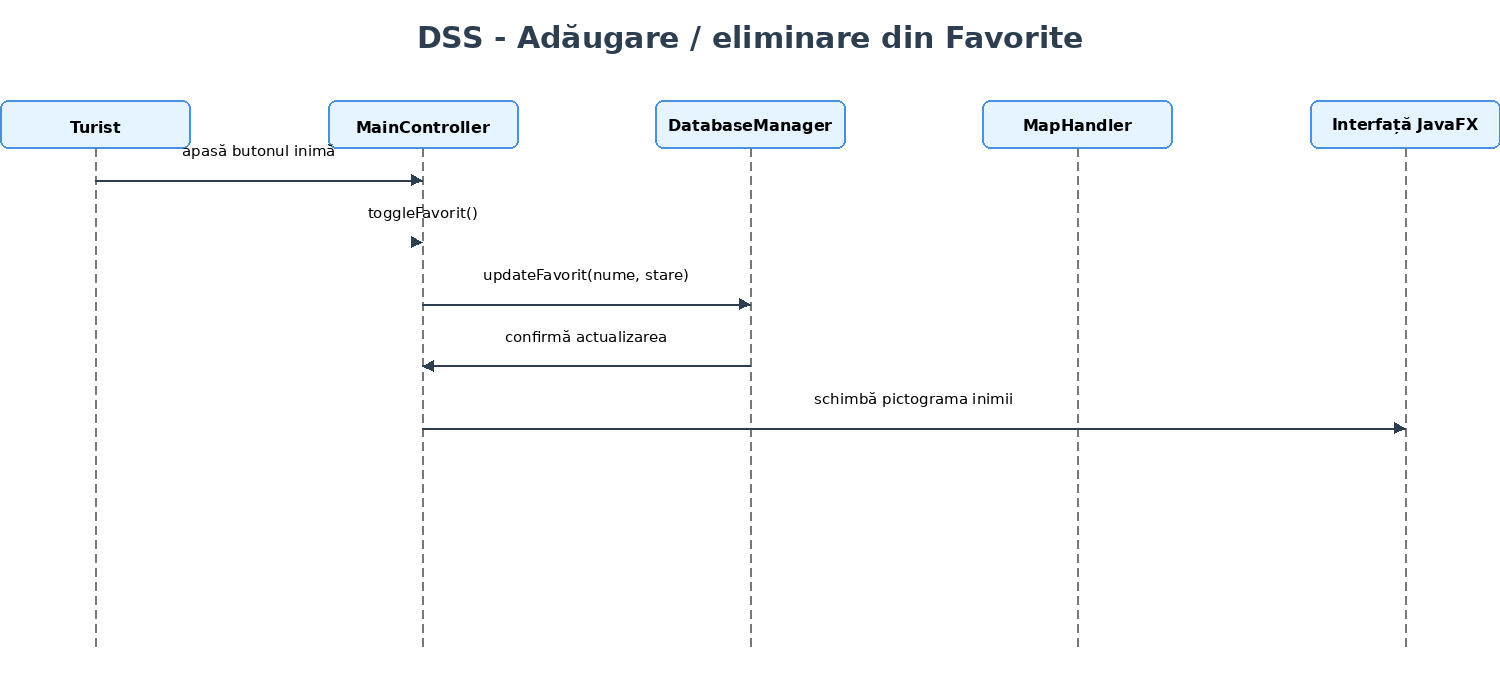 DSS - Adăugare / eliminare din Favorite
Turist
MainController
DatabaseManager
MapHandler
Interfață JavaFX
apasă butonul inimă
toggleFavorit()
updateFavorit(nume, stare)
confirmă actualizarea
schimbă pictograma inimii